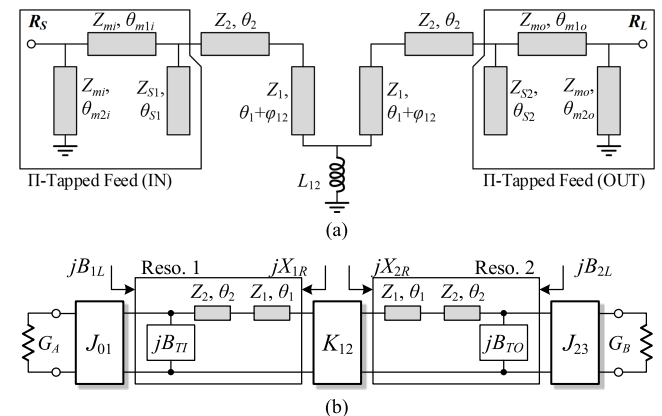 R_S
Z_mi, θ_m1i
Z_2, θ_2
Z_2, θ_2
Z_mo, θ_m1o
R_L
Z_mi, θ_m2i
Z_S1, θ_S1
Z_1, θ_1+φ_12
Z_1, θ_1+φ_12
Z_S2 θ_S2
Z_mo, θ_m2o
L_12
Π-Tapped Feed (IN)
Π-Tapped Feed (OUT)
(a)
jB_1L
Reso. 1
jX_1R
jX_2R
Reso. 2
jB_2L
Z_2, θ_2
Z_1, θ_1
Z_1, θ_1
Z_2, θ_2
G_A
J_01
jB_TI
K_12
jB_TO
J_23
G_B
(b)